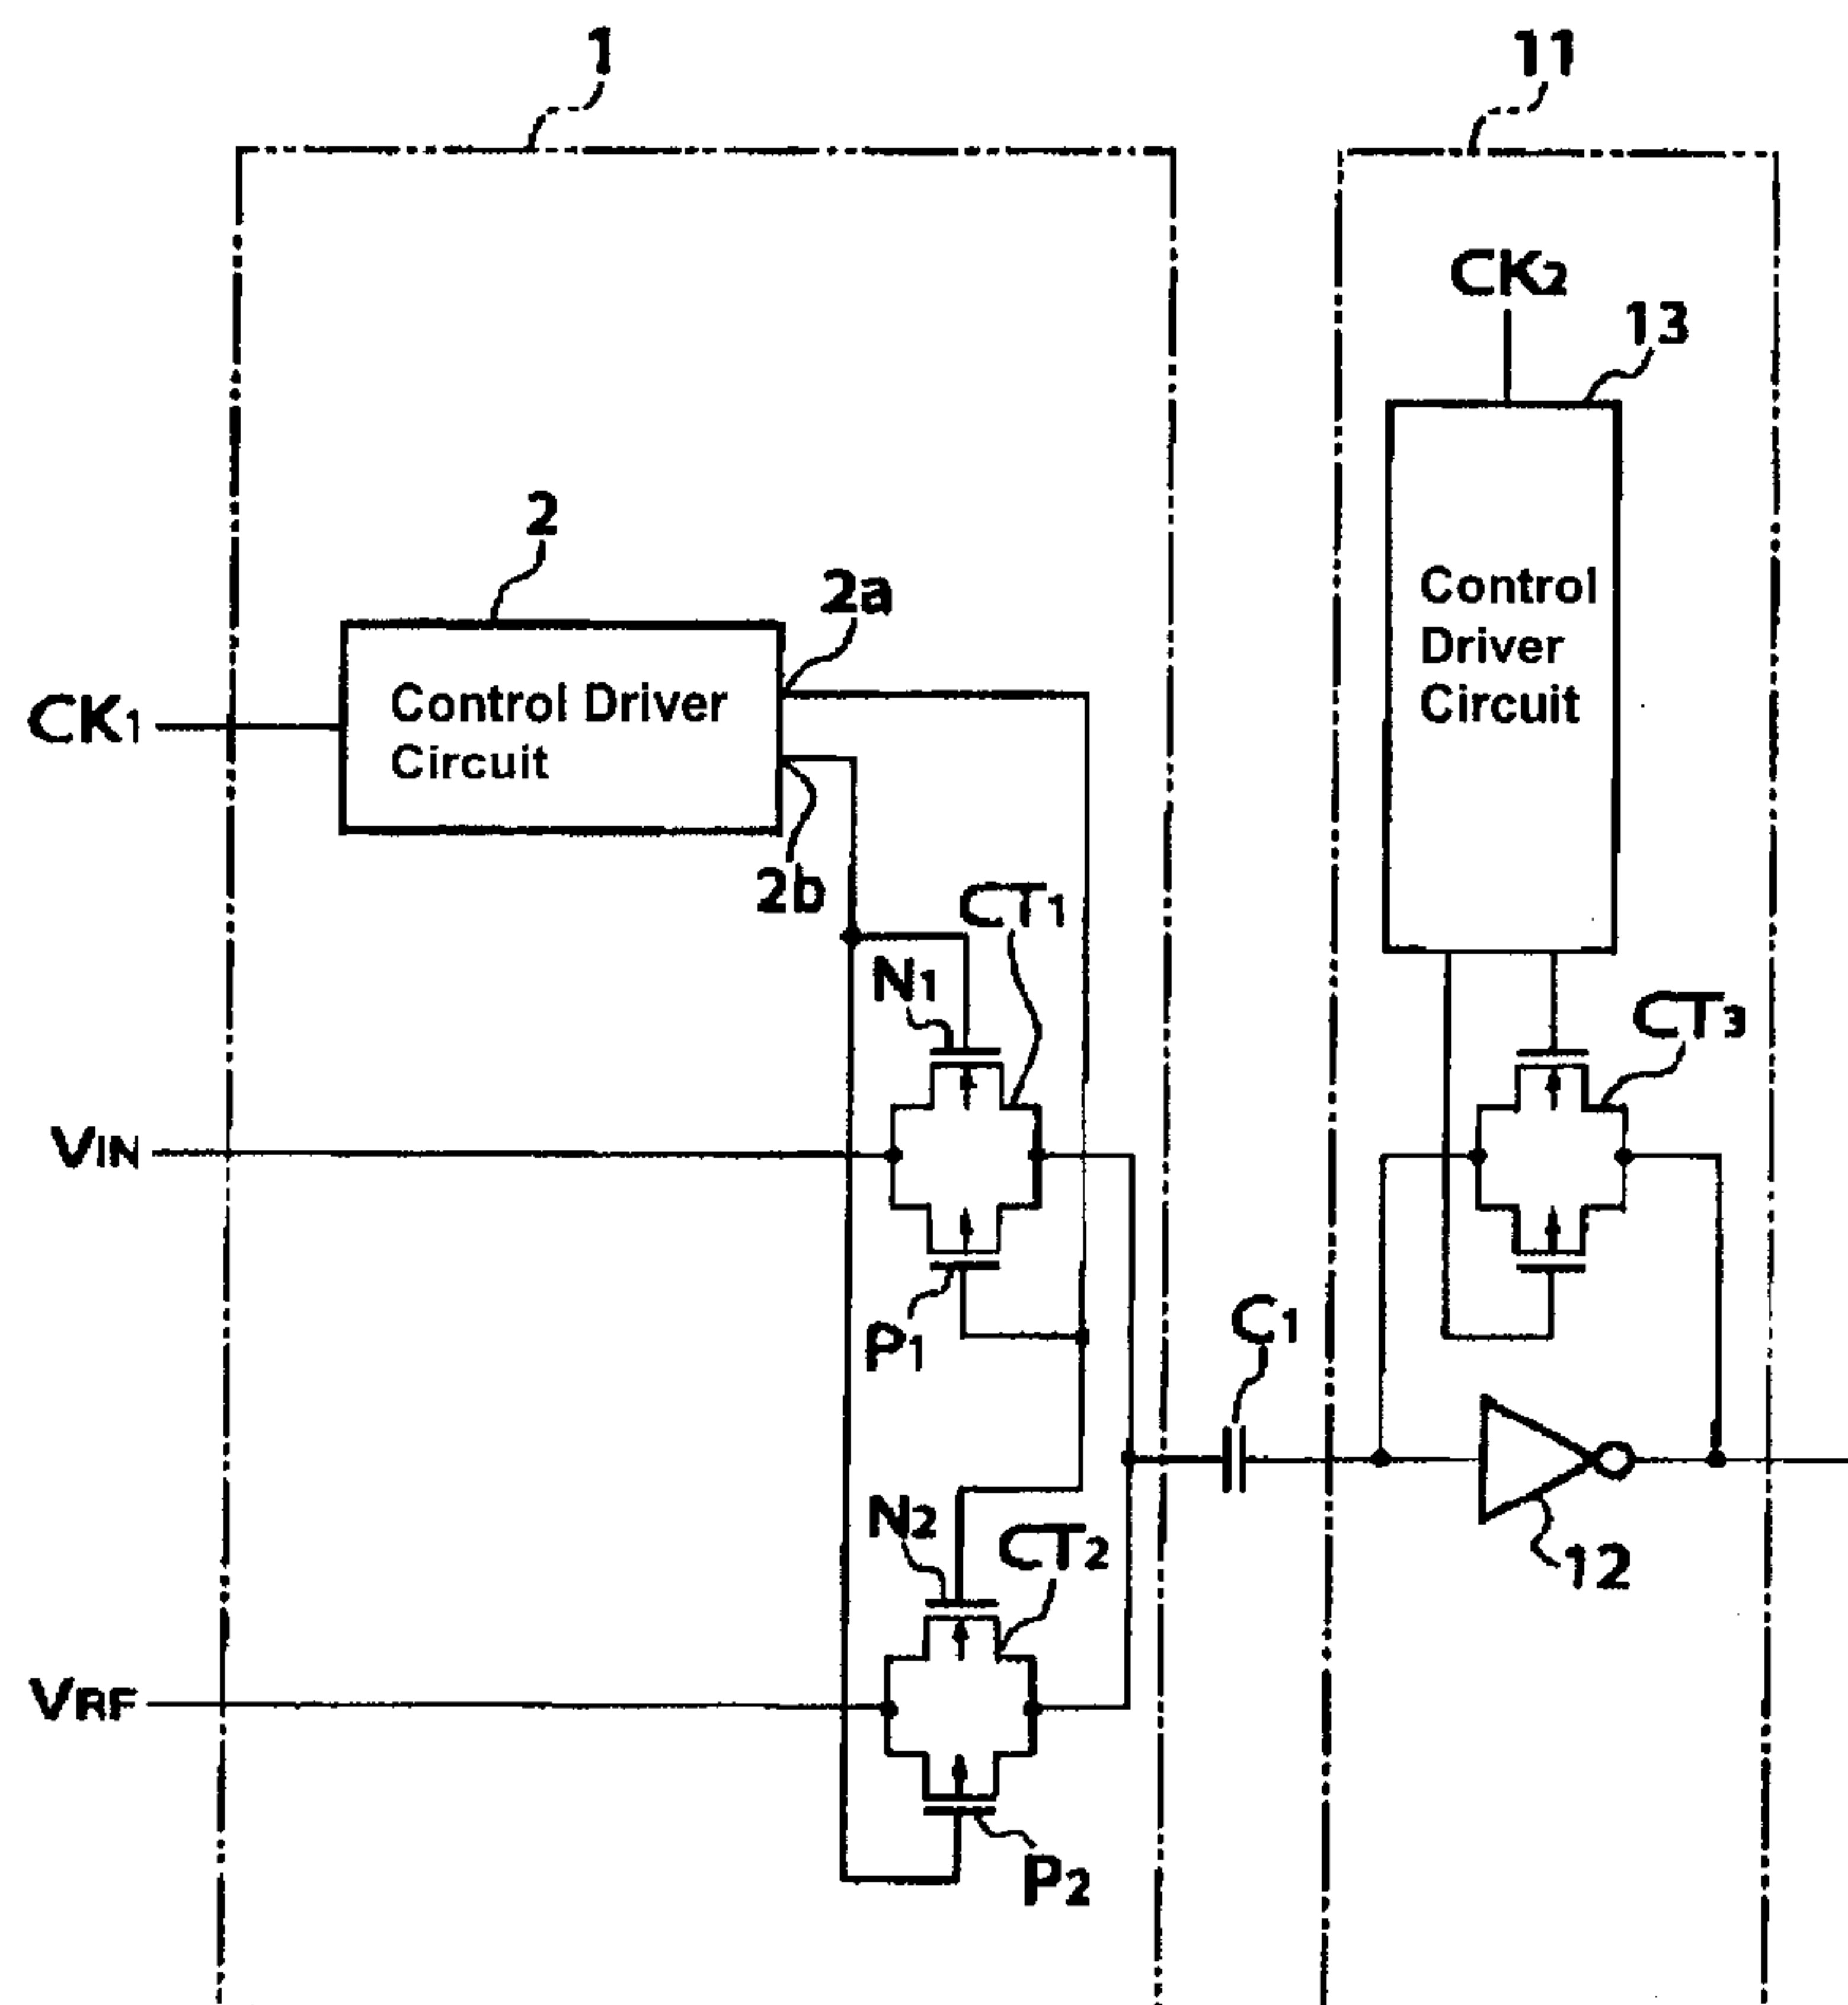 1
11
CK2
13
2
2a
Control
Driver
Circuit
Control Driver
Circuit
CK1
2b
CT1
N1
CT3
VIN
C1
P1
N2
CT2
12
VRF
P2